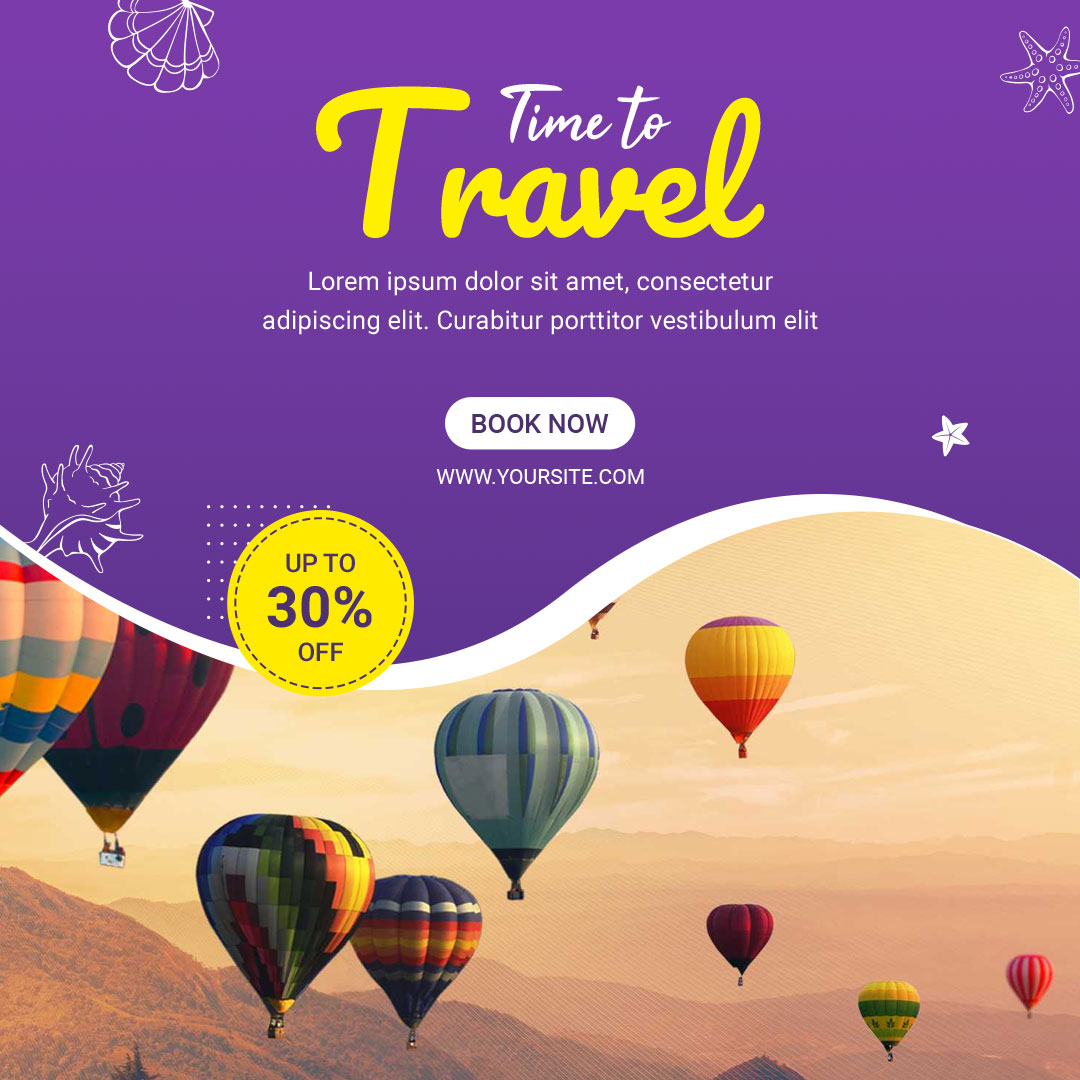 Time to
Travel
Lorem ipsum dolor sit amet, consectetur
adipiscing elit. Curabitur porttitor vestibulum elit
BOOK NOW
WWW.YOURSITE.COM
UP TO
30%
OFF